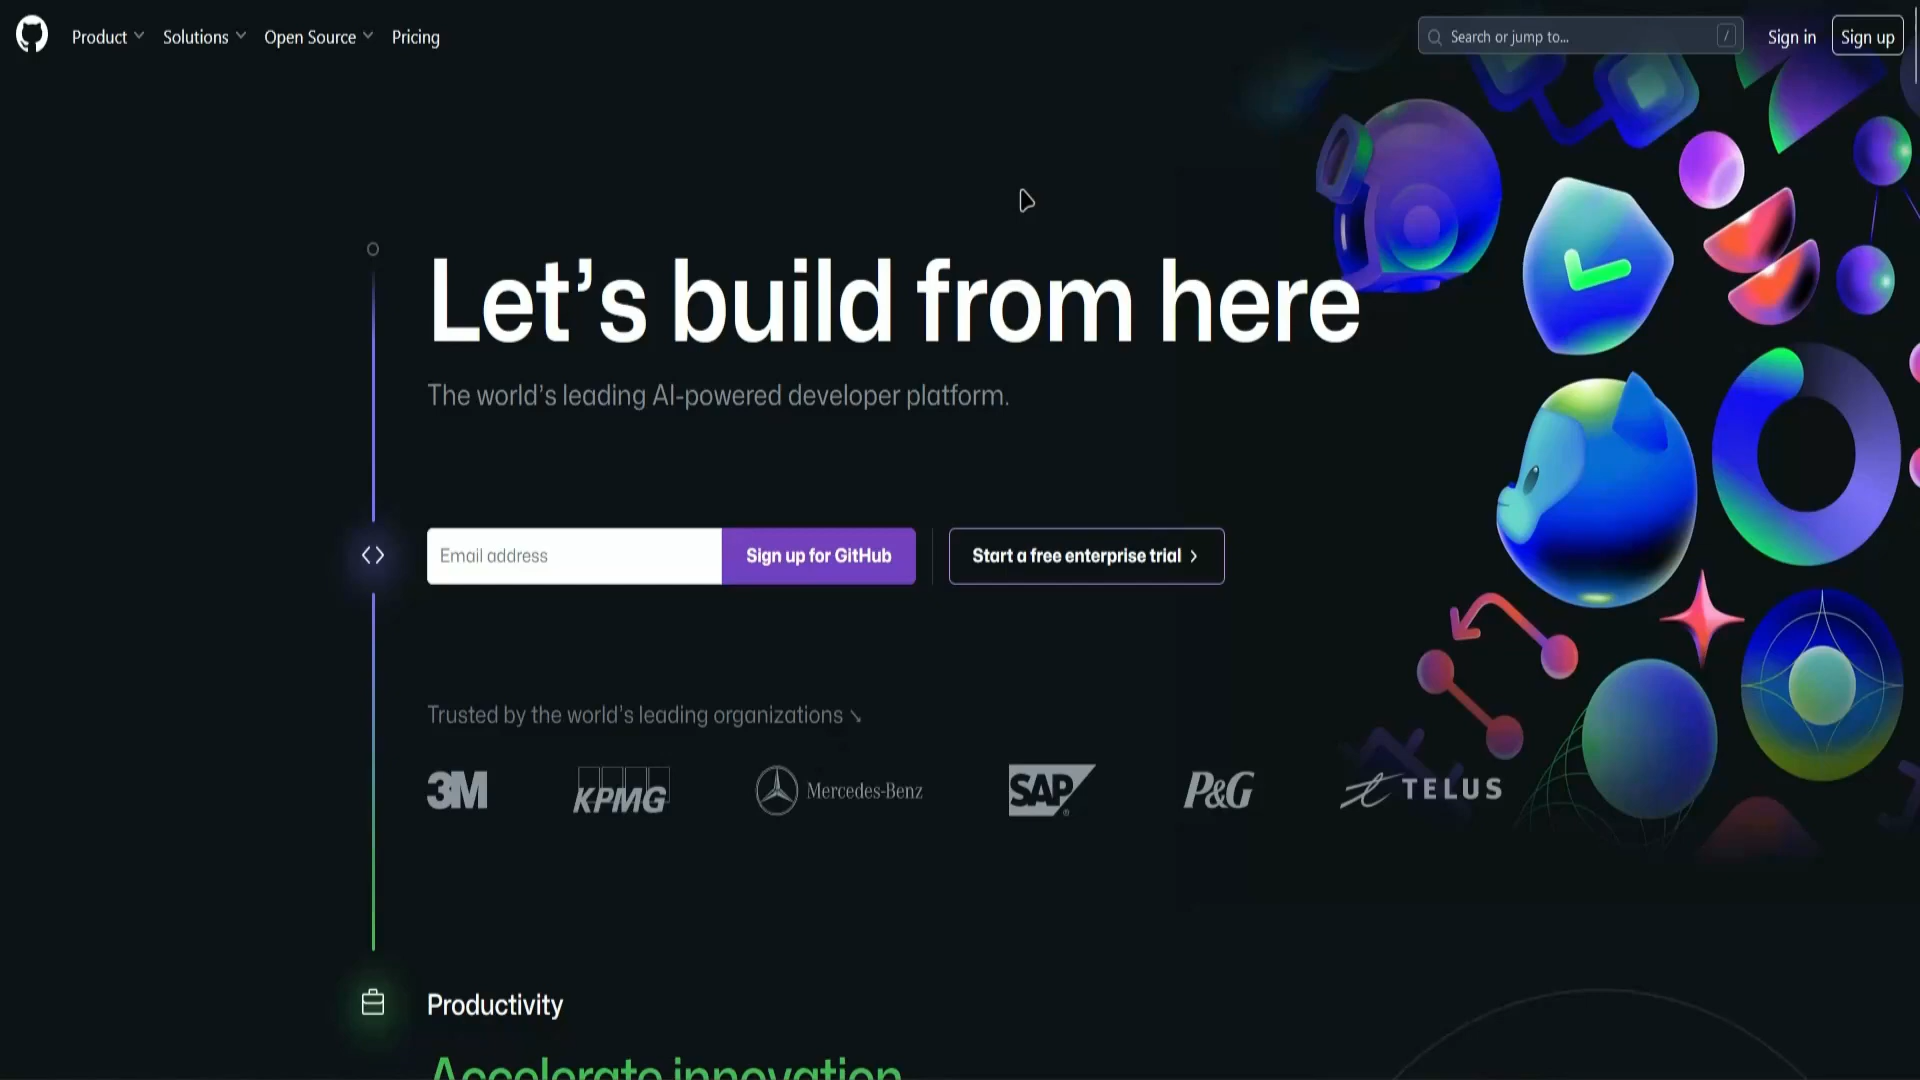 Product Solutions Open Source Pricing Search or jump to... / Sign in Sign up
Let’s build from here
The world’s leading AI-powered developer platform.
Email address Sign up for GitHub Start a free enterprise trial
Trusted by the world’s leading organizations ↘
3M KPMG Mercedes-Benz SAP® P&G TELUS
Productivity
Accelerate innovation